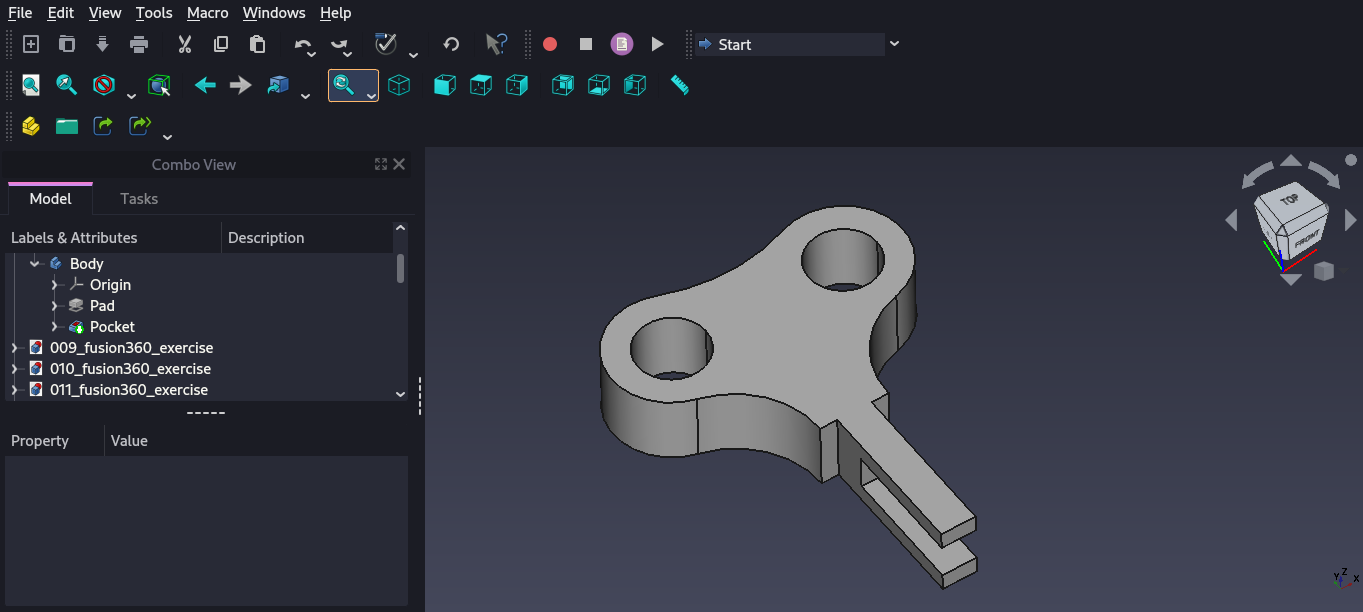 File Edit View Tools Macro Windows Help
Start
Combo View
Model Tasks
Labels & Attributes Description
Body
Origin
Pad
Pocket
009_fusion360_exercise
010_fusion360_exercise
011_fusion360_exercise
Property Value
TOP
FRONT
Y Z X